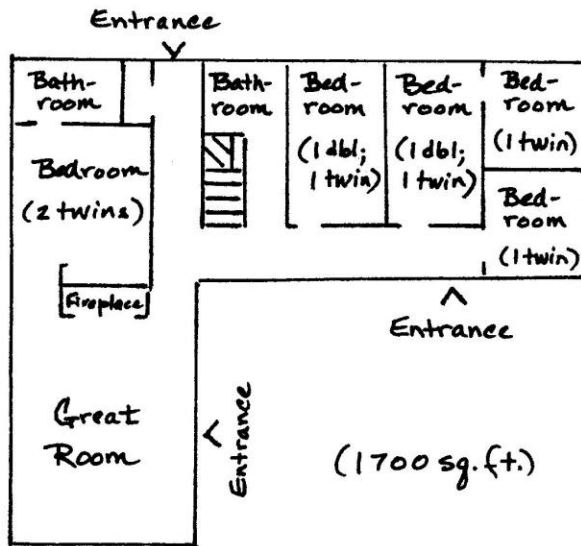 Entrance
Bath-
room
Bath-
room
Bed-
room
(1 dbl;
1 twin)
Bed-
room
(1 dbl;
1 twin)
Bed-
room
(1 twin)
Bedroom
(2 twins)
Bed-
room
(1 twin)
Fireplace
Entrance
Great
Room
Entrance
(1700 sq. ft.)